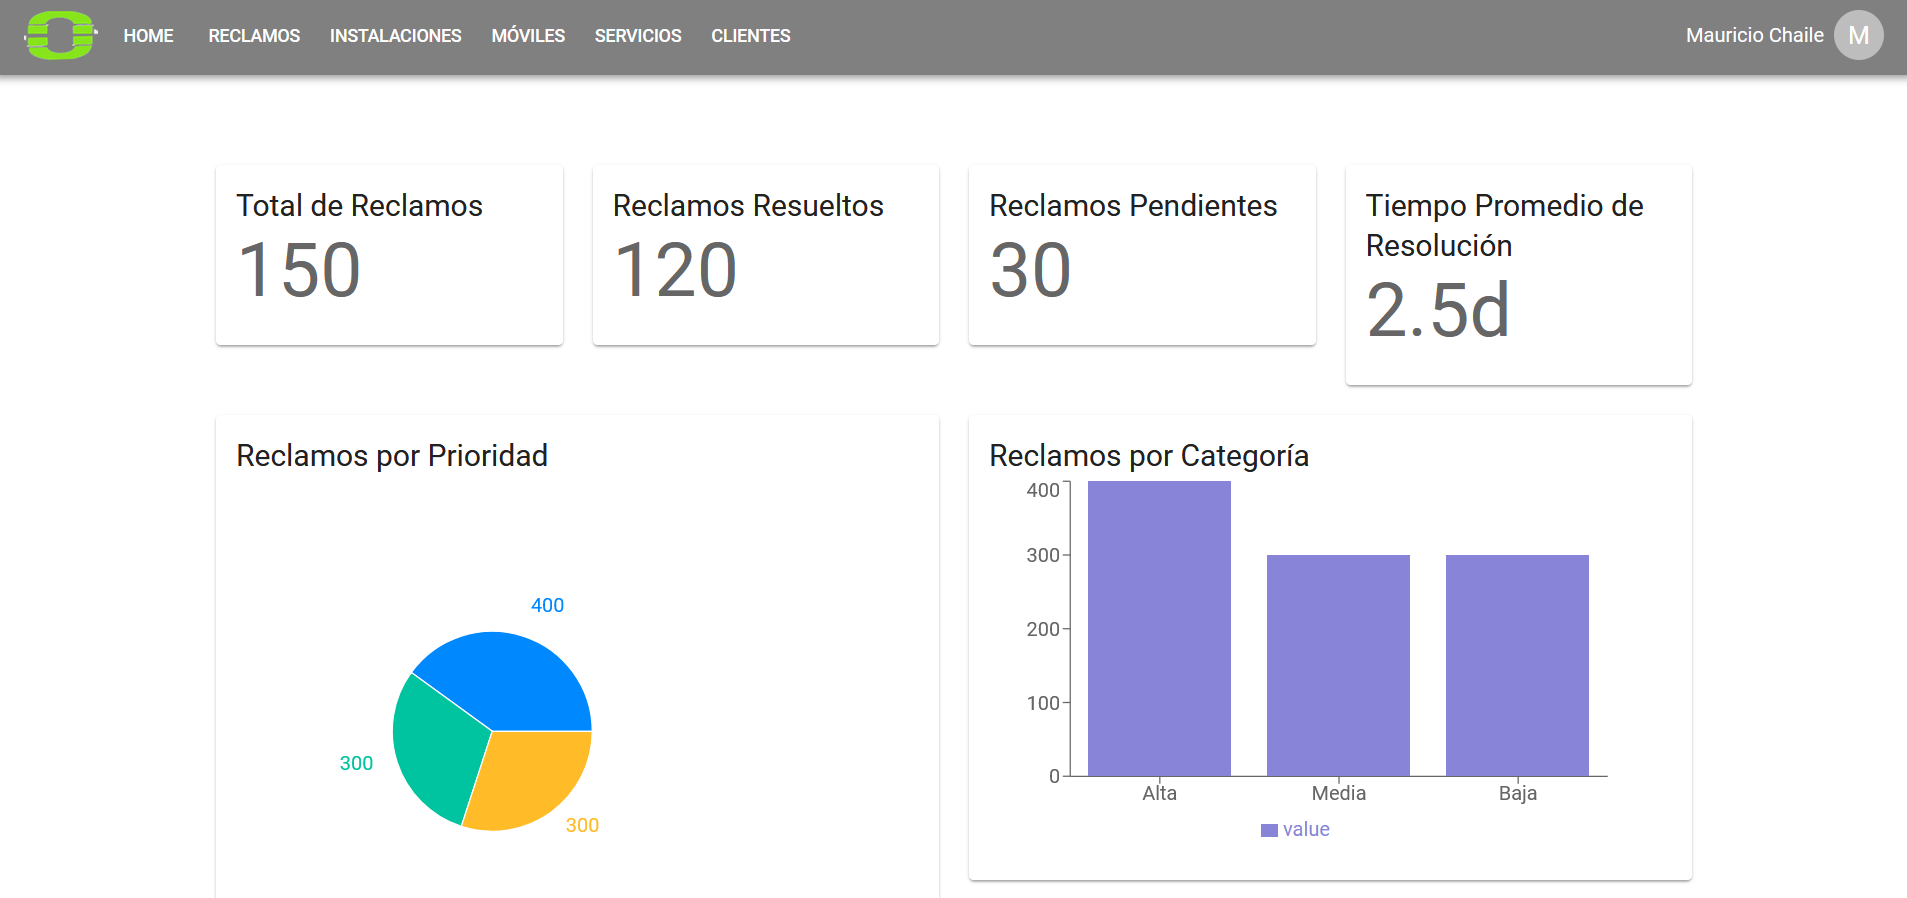 HOME RECLAMOS INSTALACIONES MÓVILES SERVICIOS CLIENTES Mauricio Chaile M
Total de Reclamos
150
Reclamos Resueltos
120
Reclamos Pendientes
30
Tiempo Promedio de
Resolución
2.5d
Reclamos por Prioridad
400
300
300
Reclamos por Categoría
400
300
200
100
0
Alta Media Baja
value